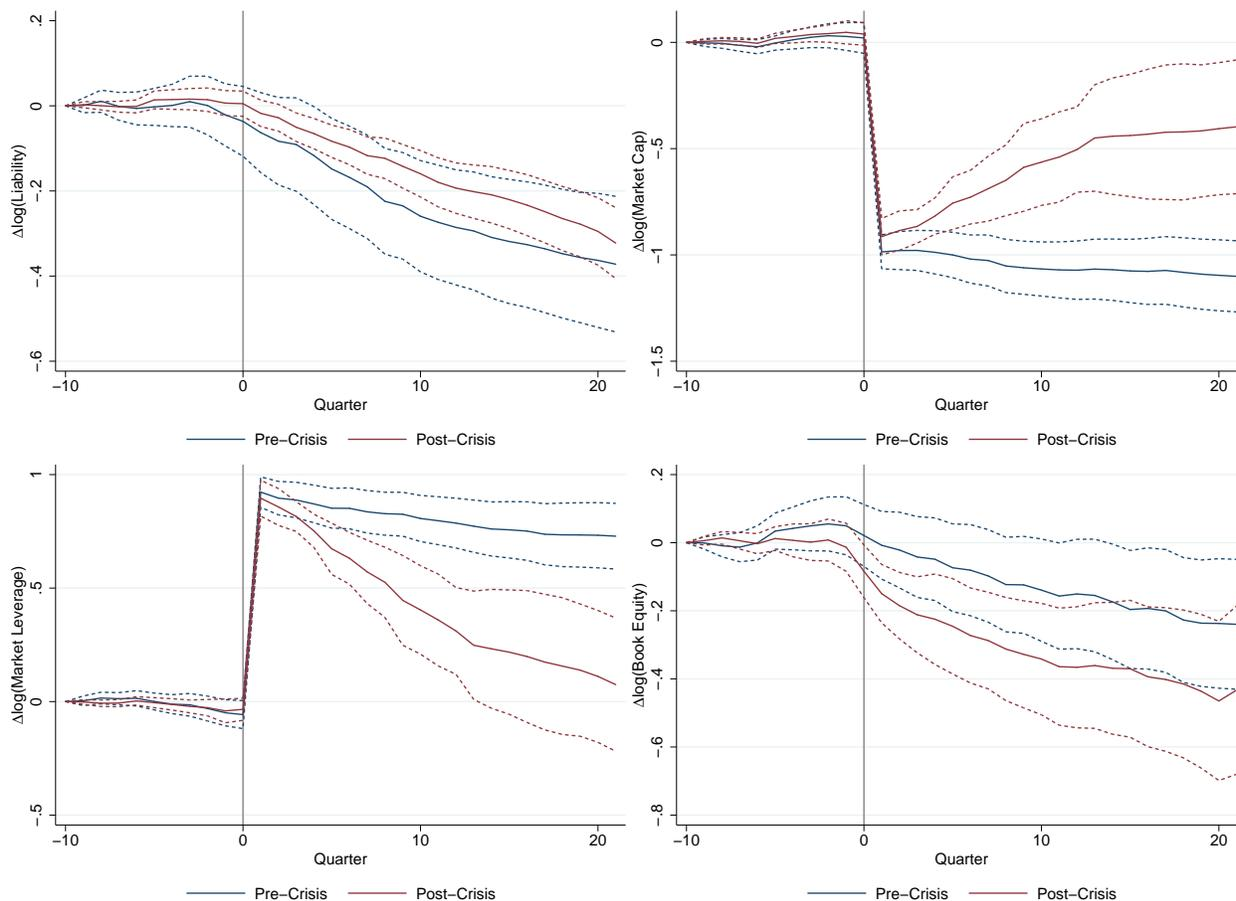 Δlog(Liability)
.2
0
−.2
−.4
−.6
−10
0
10
20
Quarter
Pre−Crisis
Post−Crisis
Δlog(Market Cap)
0
−.5
−1
−1.5
−10
0
10
20
Quarter
Pre−Crisis
Post−Crisis
Δlog(Market Leverage)
1
.5
0
−.5
−10
0
10
20
Quarter
Pre−Crisis
Post−Crisis
Δlog(Book Equity)
.2
0
−.2
−.4
−.6
−.8
−10
0
10
20
Quarter
Pre−Crisis
Post−Crisis